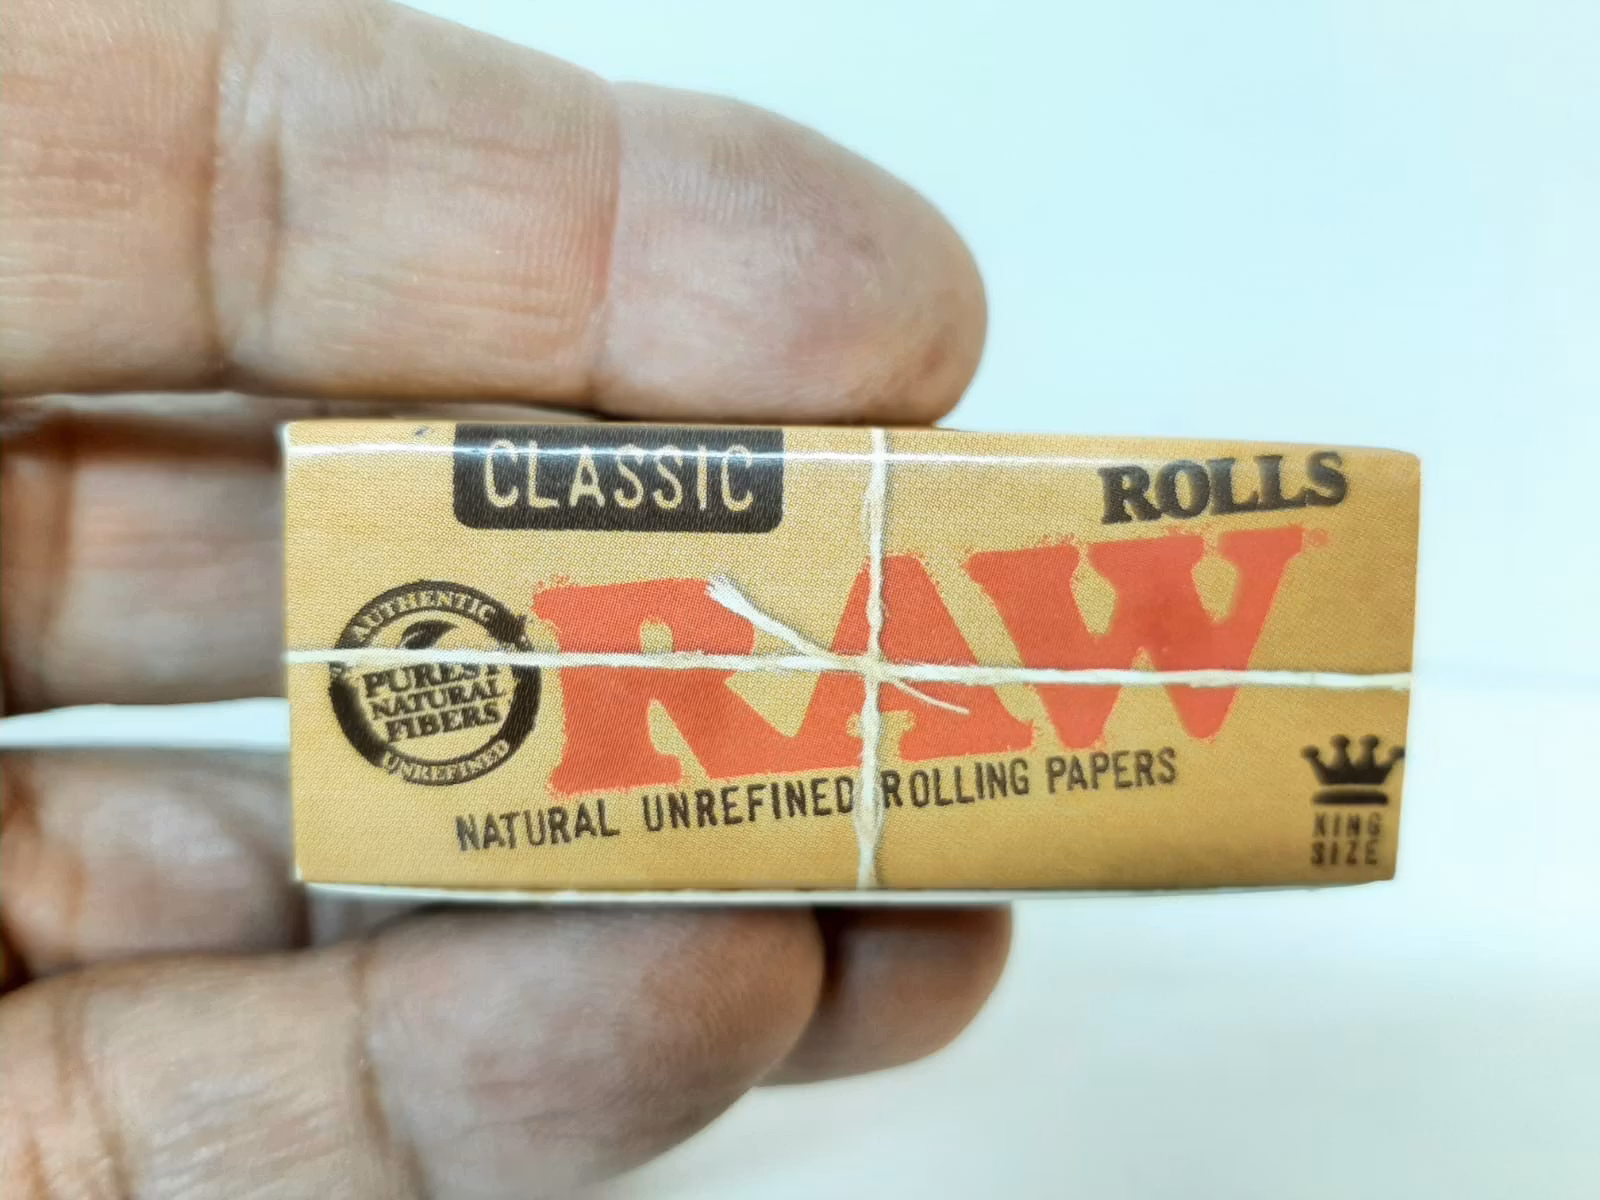 CLASSIC
ROLLS
RAW®
AUTHENTIC
PUREST
NATURAL
FIBERS
UNREFINED
NATURAL UNREFINED ROLLING PAPERS
KING
SIZE